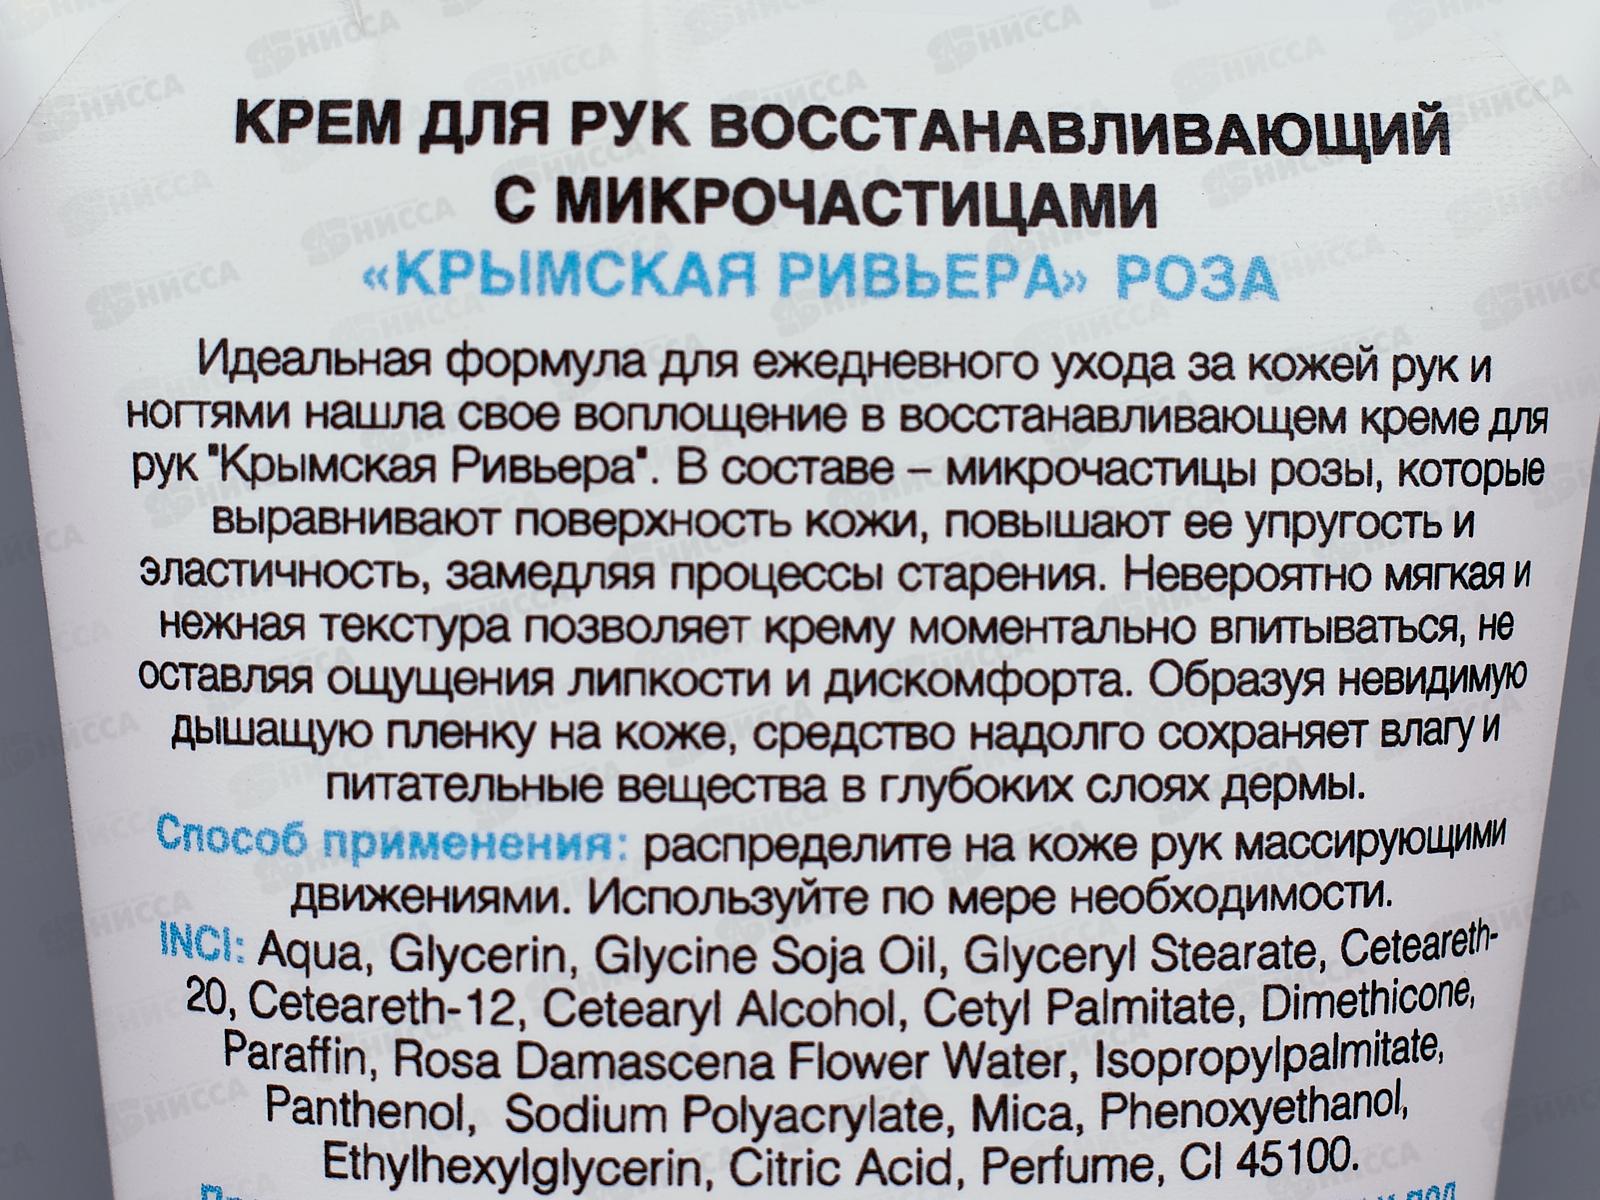 КРЕМ ДЛЯ РУК ВОССТАНАВЛИВАЮЩИЙ
С МИКРОЧАСТИЦАМИ
«КРЫМСКАЯ РИВЬЕРА» РОЗА
Идеальная формула для ежедневного ухода за кожей рук и
ногтями нашла свое воплощение в восстанавливающем креме для
рук "Крымская Ривьера". В составе – микрочастицы розы, которые
выравнивают поверхность кожи, повышают ее упругость и
эластичность, замедляя процессы старения. Невероятно мягкая и
нежная текстура позволяет крему моментально впитываться, не
оставляя ощущения липкости и дискомфорта. Образуя невидимую
дышащую пленку на коже, средство надолго сохраняет влагу и
питательные вещества в глубоких слоях дермы.
Способ применения: распределите на коже рук массирующими
движениями. Используйте по мере необходимости.
INCI: Aqua, Glycerin, Glycine Soja Oil, Glyceryl Stearate, Ceteareth-
20, Ceteareth-12, Cetearyl Alcohol, Cetyl Palmitate, Dimethicone,
Paraffin, Rosa Damascena Flower Water, Isopropylpalmitate,
Panthenol, Sodium Polyacrylate, Mica, Phenoxyethanol,
Ethylhexylglycerin, Citric Acid, Perfume, CI 45100.